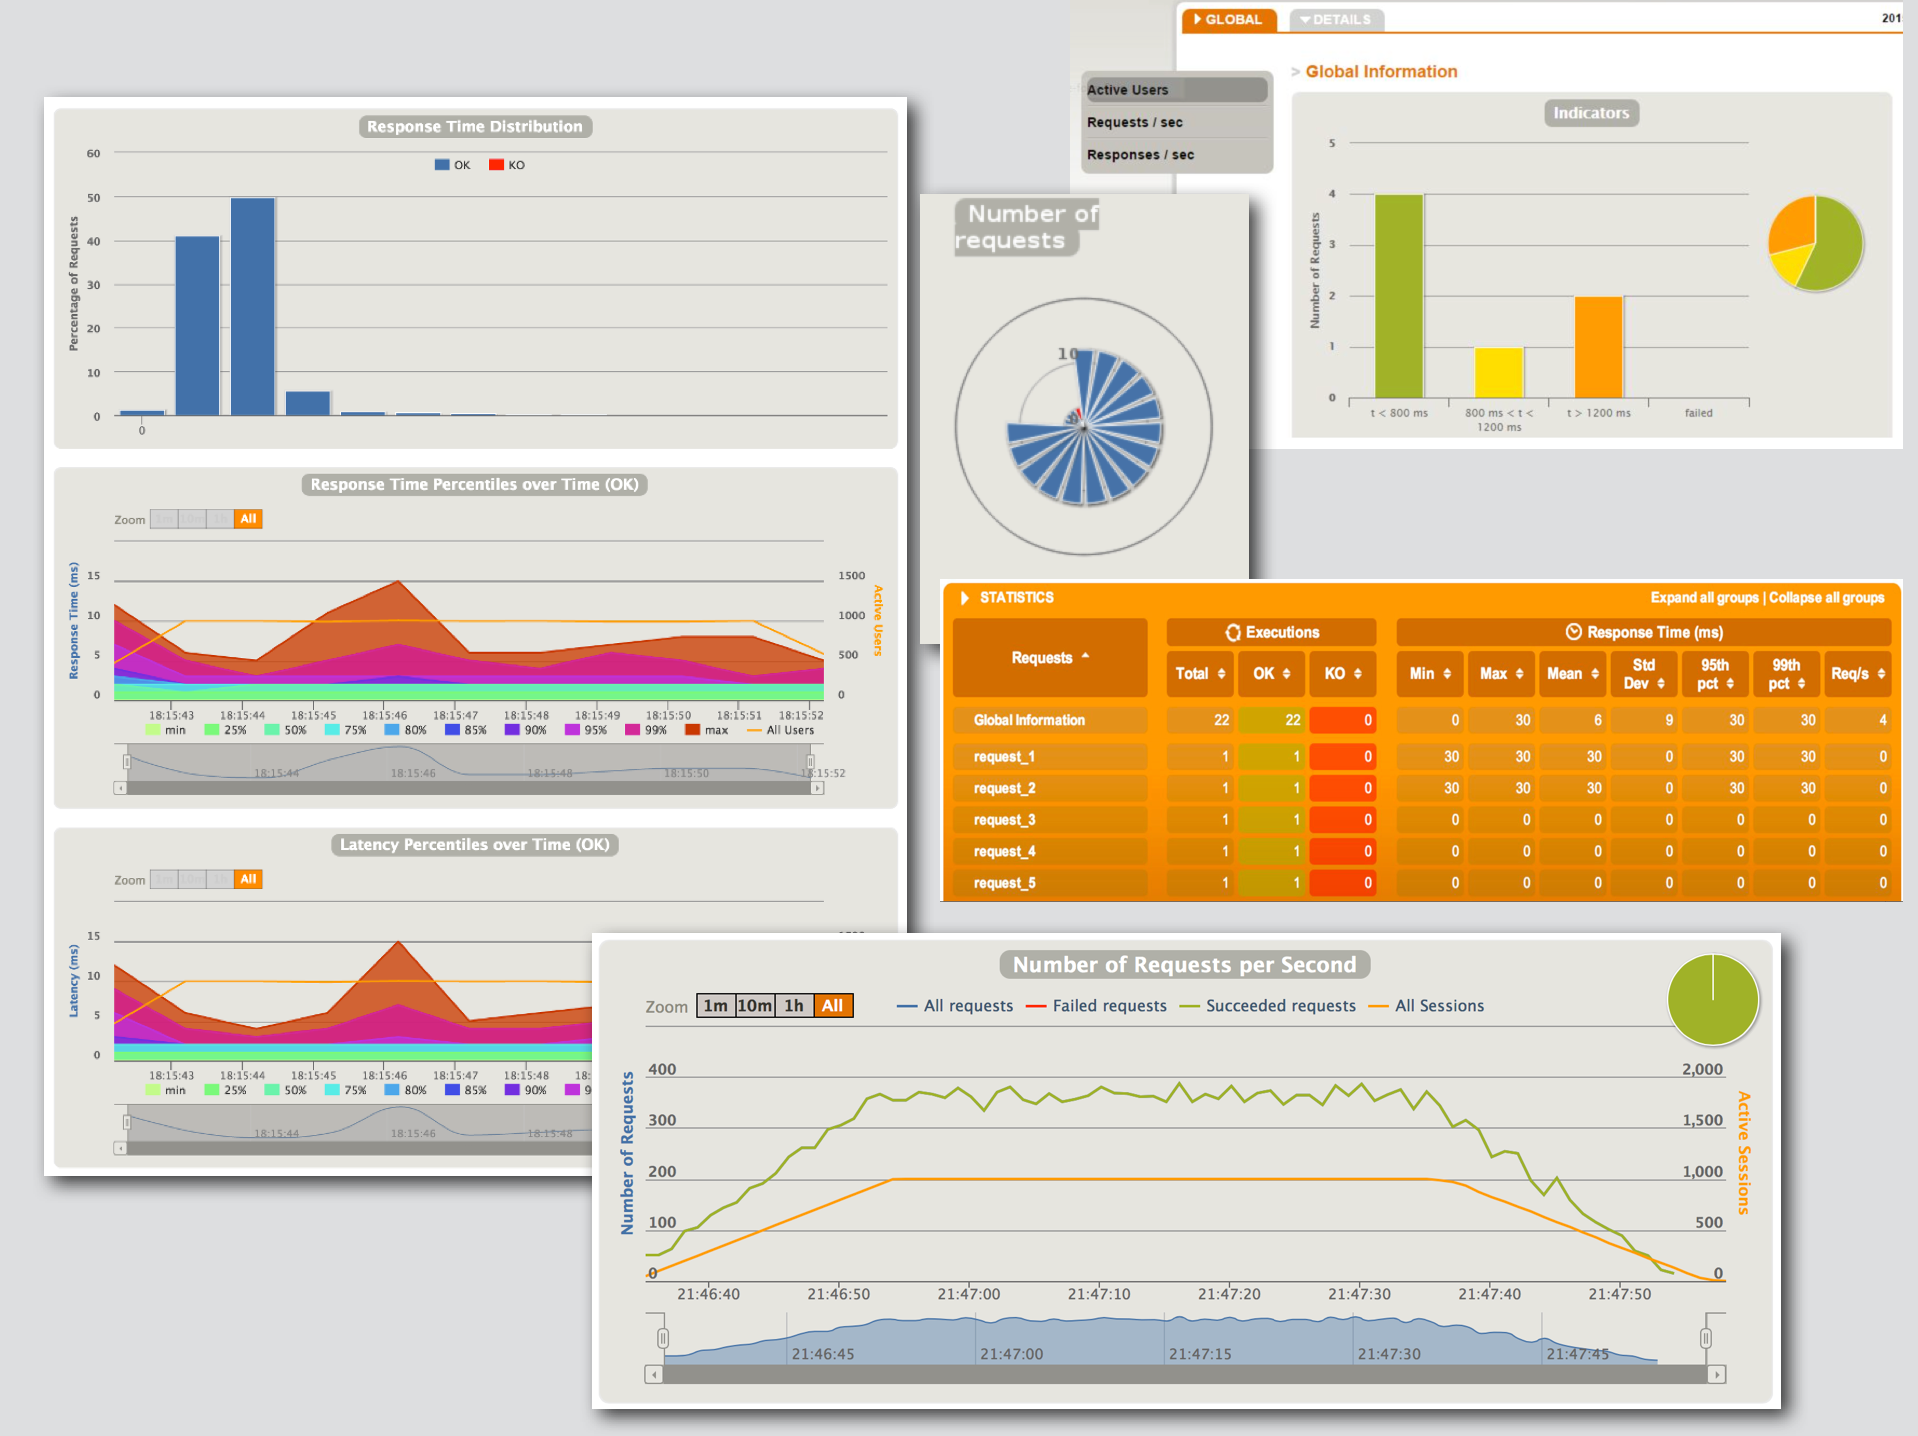 GLOBAL
DETAILS
201
> Global Information
Active Users
Requests / sec
Responses / sec
Indicators
5
4
3
2
1
0
Number of Requests
t < 800 ms
800 ms < t <
1200 ms
t > 1200 ms
failed
Response Time Distribution
OK
KO
60
50
40
30
20
10
0
Percentage of Requests
0
Number of
requests
10
Response Time Percentiles over Time (OK)
Zoom
All
Response Time (ms)
15
10
5
0
1500
1000
500
0
Active Users
18:15:43 18:15:44 18:15:45 18:15:46 18:15:47 18:15:48 18:15:49 18:15:50 18:15:51 18:15:52
min 25% 50% 75% 80% 85% 90% 95% 99% max All Users
18:15:44 18:15:46 18:15:48 18:15:50 18:15:52
STATISTICS
Expand all groups | Collapse all groups
Requests
Executions
Response Time (ms)
Total OK KO Min Max Mean Std Dev 95th pct 99th pct Req/s
Global Information 22 22 0 0 30 6 9 30 30 4
request_1 1 1 0 30 30 30 0 30 30 0
request_2 1 1 0 30 30 30 0 30 30 0
request_3 1 1 0 0 0 0 0 0 0 0
request_4 1 1 0 0 0 0 0 0 0 0
request_5 1 1 0 0 0 0 0 0 0 0
Latency Percentiles over Time (OK)
Zoom
All
Latency (ms)
15
10
5
0
18:15:43 18:15:44 18:15:45 18:15:46 18:15:47 18:15:48 18:
min 25% 50% 75% 80% 85% 90% 9
18:15:44 18:15:46 18:15:48
Number of Requests per Second
Zoom 1m 10m 1h All
All requests Failed requests Succeeded requests All Sessions
Number of Requests
400
300
200
100
0
2,000
1,500
1,000
500
0
Active Sessions
21:46:40 21:46:50 21:47:00 21:47:10 21:47:20 21:47:30 21:47:40 21:47:50
21:46:45 21:47:00 21:47:15 21:47:30 21:47:45